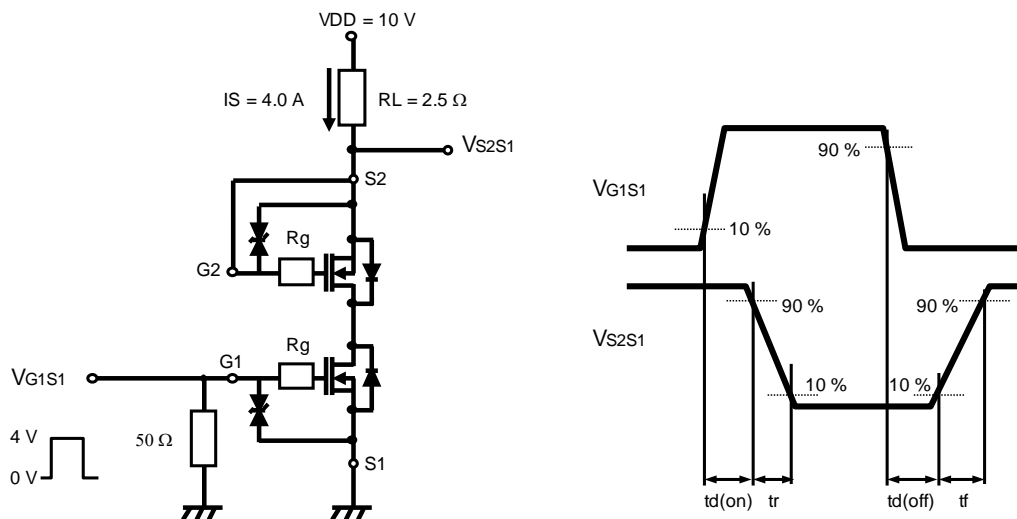 VDD = 10 V
IS = 4.0 A
RL = 2.5 Ω
VS2S1
S2
Rg
G2
Rg
G1
VG1S1
4 V
0 V
50 Ω
S1
90 %
VG1S1
10 %
90 %
90 %
VS2S1
10 %
10 %
td(on)
tr
td(off)
tf